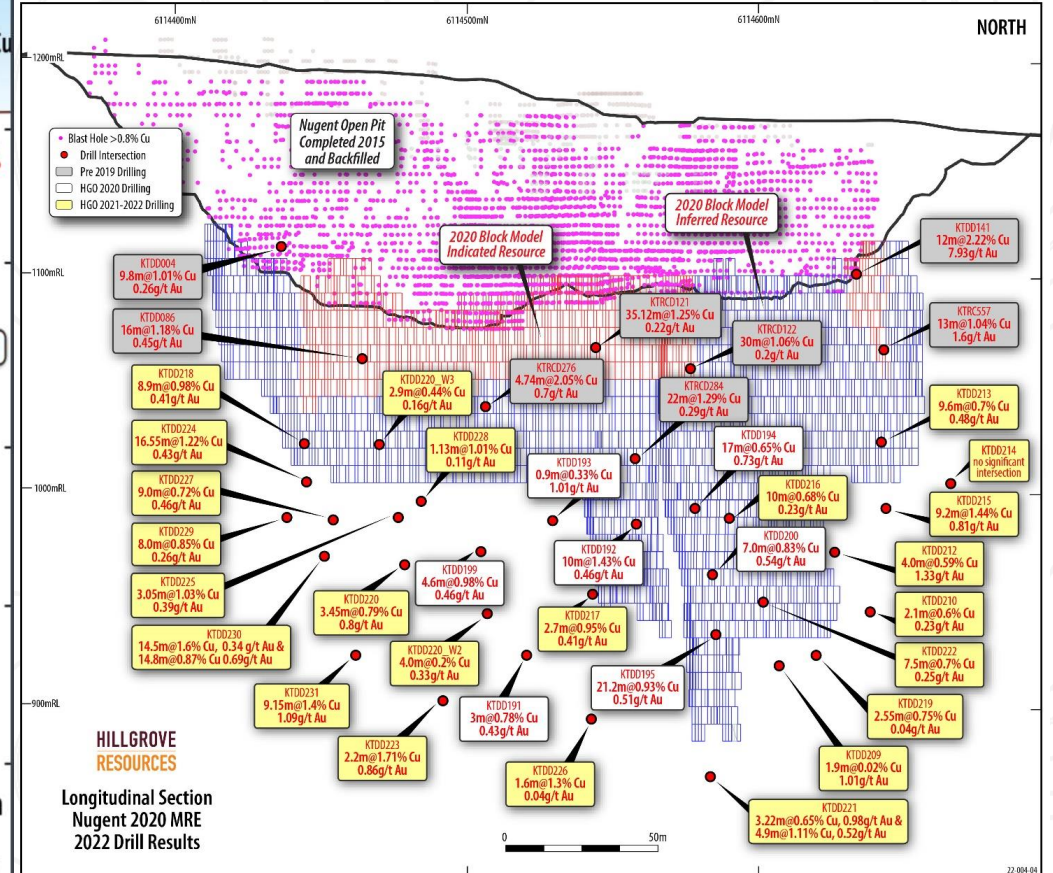 6114400mN
6114500mN
6114600mN
NORTH
1200mRL
Blast Hole >0.8% Cu
Drill Intersection
Pre 2019 Drilling
HGO 2020 Drilling
HGO 2021-2022 Drilling
Nugent Open Pit
Completed 2015
and Backfilled
2020 Block Model
Indicated Resource
2020 Block Model
Inferred Resource
1100mRL
KTDD004
9.8m@1.01% Cu
0.26g/t Au
KTDD141
12m@2.22% Cu
7.93g/t Au
KTDD086
16m@1.18% Cu
0.45g/t Au
KTRCD121
35.12m@1.25% Cu
0.22g/t Au
KTRCD122
30m@1.06% Cu
0.2g/t Au
KTRC557
13m@1.04% Cu
1.6g/t Au
KTDD218
8.9m@0.98% Cu
0.41g/t Au
KTDD220_W3
2.9m@0.44% Cu
0.16g/t Au
KTRCD276
4.74m@2.05% Cu
0.7g/t Au
KTRCD284
22m@1.29% Cu
0.29g/t Au
KTDD213
9.6m@0.7% Cu
0.48g/t Au
KTDD224
16.55m@1.22% Cu
0.43g/t Au
KTDD228
1.13m@1.01% Cu
0.11g/t Au
KTDD193
0.9m@0.33% Cu
1.01g/t Au
KTDD194
17m@0.65% Cu
0.73g/t Au
KTDD214
no significant
intersection
1000mRL
KTDD227
9.0m@0.72% Cu
0.46g/t Au
KTDD216
10m@0.68% Cu
0.23g/t Au
KTDD215
9.2m@1.44% Cu
0.81g/t Au
KTDD229
8.0m@0.85% Cu
0.26g/t Au
KTDD192
10m@1.43% Cu
0.46g/t Au
KTDD200
7.0m@0.83% Cu
0.54g/t Au
KTDD212
4.0m@0.59% Cu
1.33g/t Au
KTDD225
3.05m@1.03% Cu
0.39g/t Au
KTDD199
4.6m@0.98% Cu
0.46g/t Au
KTDD220
3.45m@0.79% Cu
0.8g/t Au
KTDD217
2.7m@0.95% Cu
0.41g/t Au
KTDD210
2.1m@0.6% Cu
0.23g/t Au
KTDD230
14.5m@1.6% Cu, 0.34 g/t Au &
14.8m@0.87% Cu 0.69g/t Au
KTDD220_W2
4.0m@0.2% Cu
0.33g/t Au
KTDD222
7.5m@0.7% Cu
0.25g/t Au
KTDD195
21.2m@0.93% Cu
0.51g/t Au
KTDD231
9.15m@1.4% Cu
1.09g/t Au
KTDD191
3m@0.78% Cu
0.43g/t Au
KTDD219
2.55m@0.75% Cu
0.04g/t Au
900mRL
KTDD223
2.2m@1.71% Cu
0.86g/t Au
KTDD226
1.6m@1.3% Cu
0.04g/t Au
KTDD209
1.9m@0.02% Cu
1.01g/t Au
KTDD221
3.22m@0.65% Cu, 0.98g/t Au &
4.9m@1.11% Cu, 0.52g/t Au
HILLGROVE
RESOURCES
Longitudinal Section
Nugent 2020 MRE
2022 Drill Results
0
50m
22-004-04